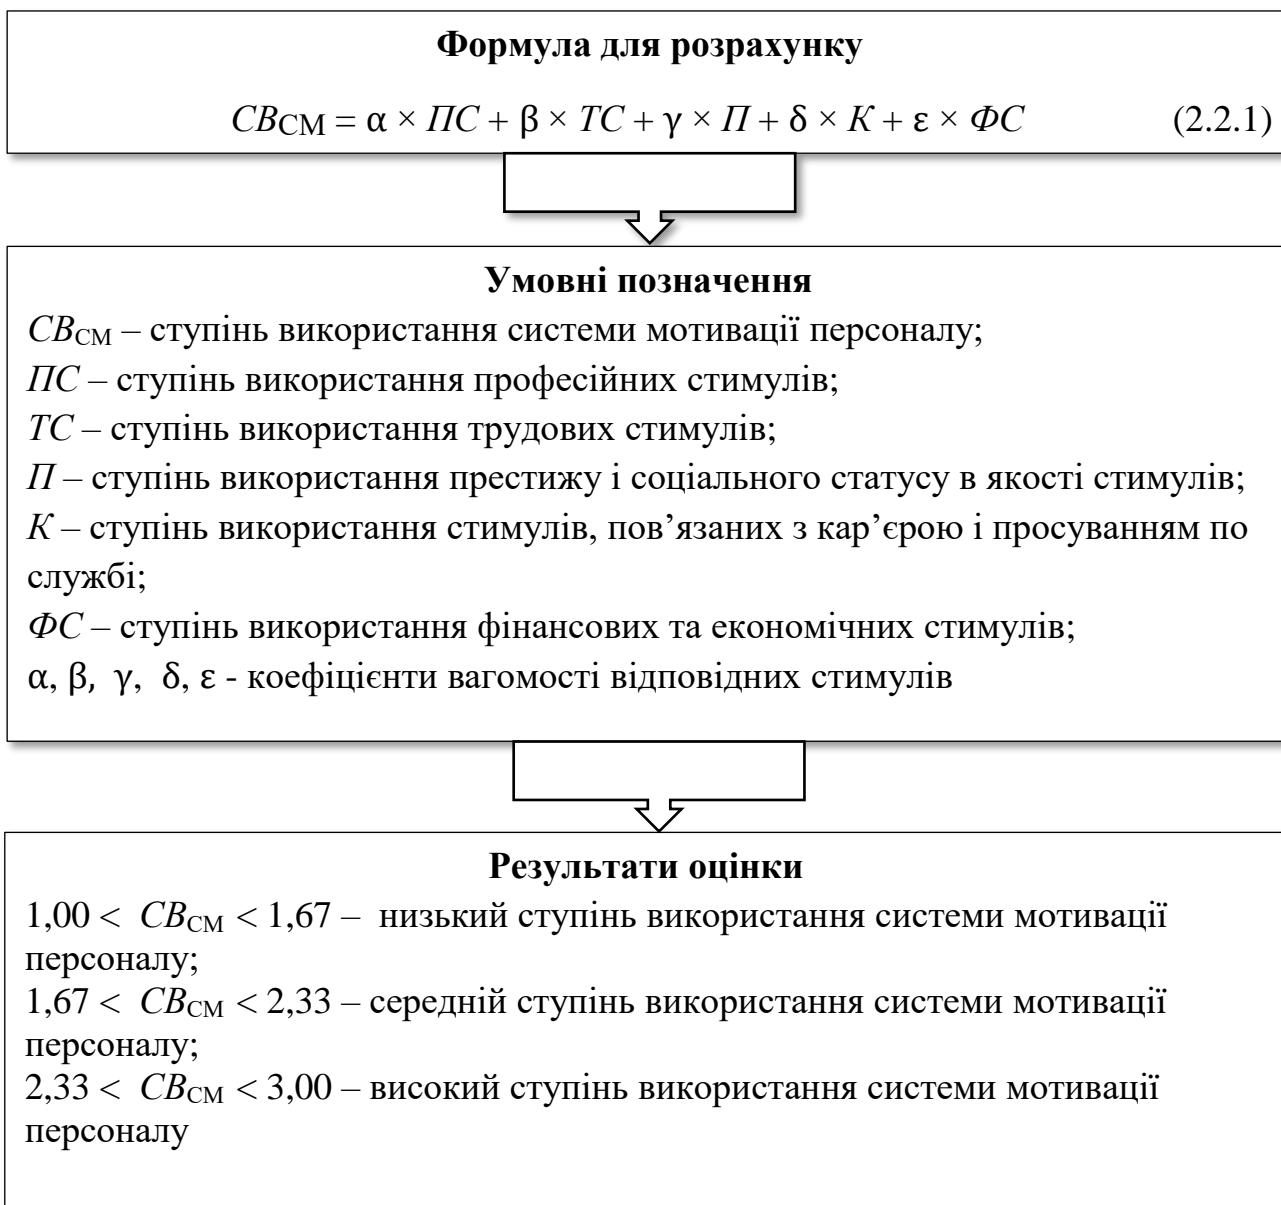 Формула для розрахунку
СВСМ = α × ПС + β × ТС + γ × П + δ × К + ε × ФС (2.2.1)
Умовні позначення
СВСМ – ступінь використання системи мотивації персоналу;
ПС – ступінь використання професійних стимулів;
ТС – ступінь використання трудових стимулів;
П – ступінь використання престижу і соціального статусу в якості стимулів;
К – ступінь використання стимулів, пов’язаних з кар’єрою і просуванням по
службі;
ФС – ступінь використання фінансових та економічних стимулів;
α, β, γ, δ, ε - коефіцієнти вагомості відповідних стимулів
Результати оцінки
1,00 < СВСМ < 1,67 – низький ступінь використання системи мотивації
персоналу;
1,67 < СВСМ < 2,33 – середній ступінь використання системи мотивації
персоналу;
2,33 < СВСМ < 3,00 – високий ступінь використання системи мотивації
персоналу